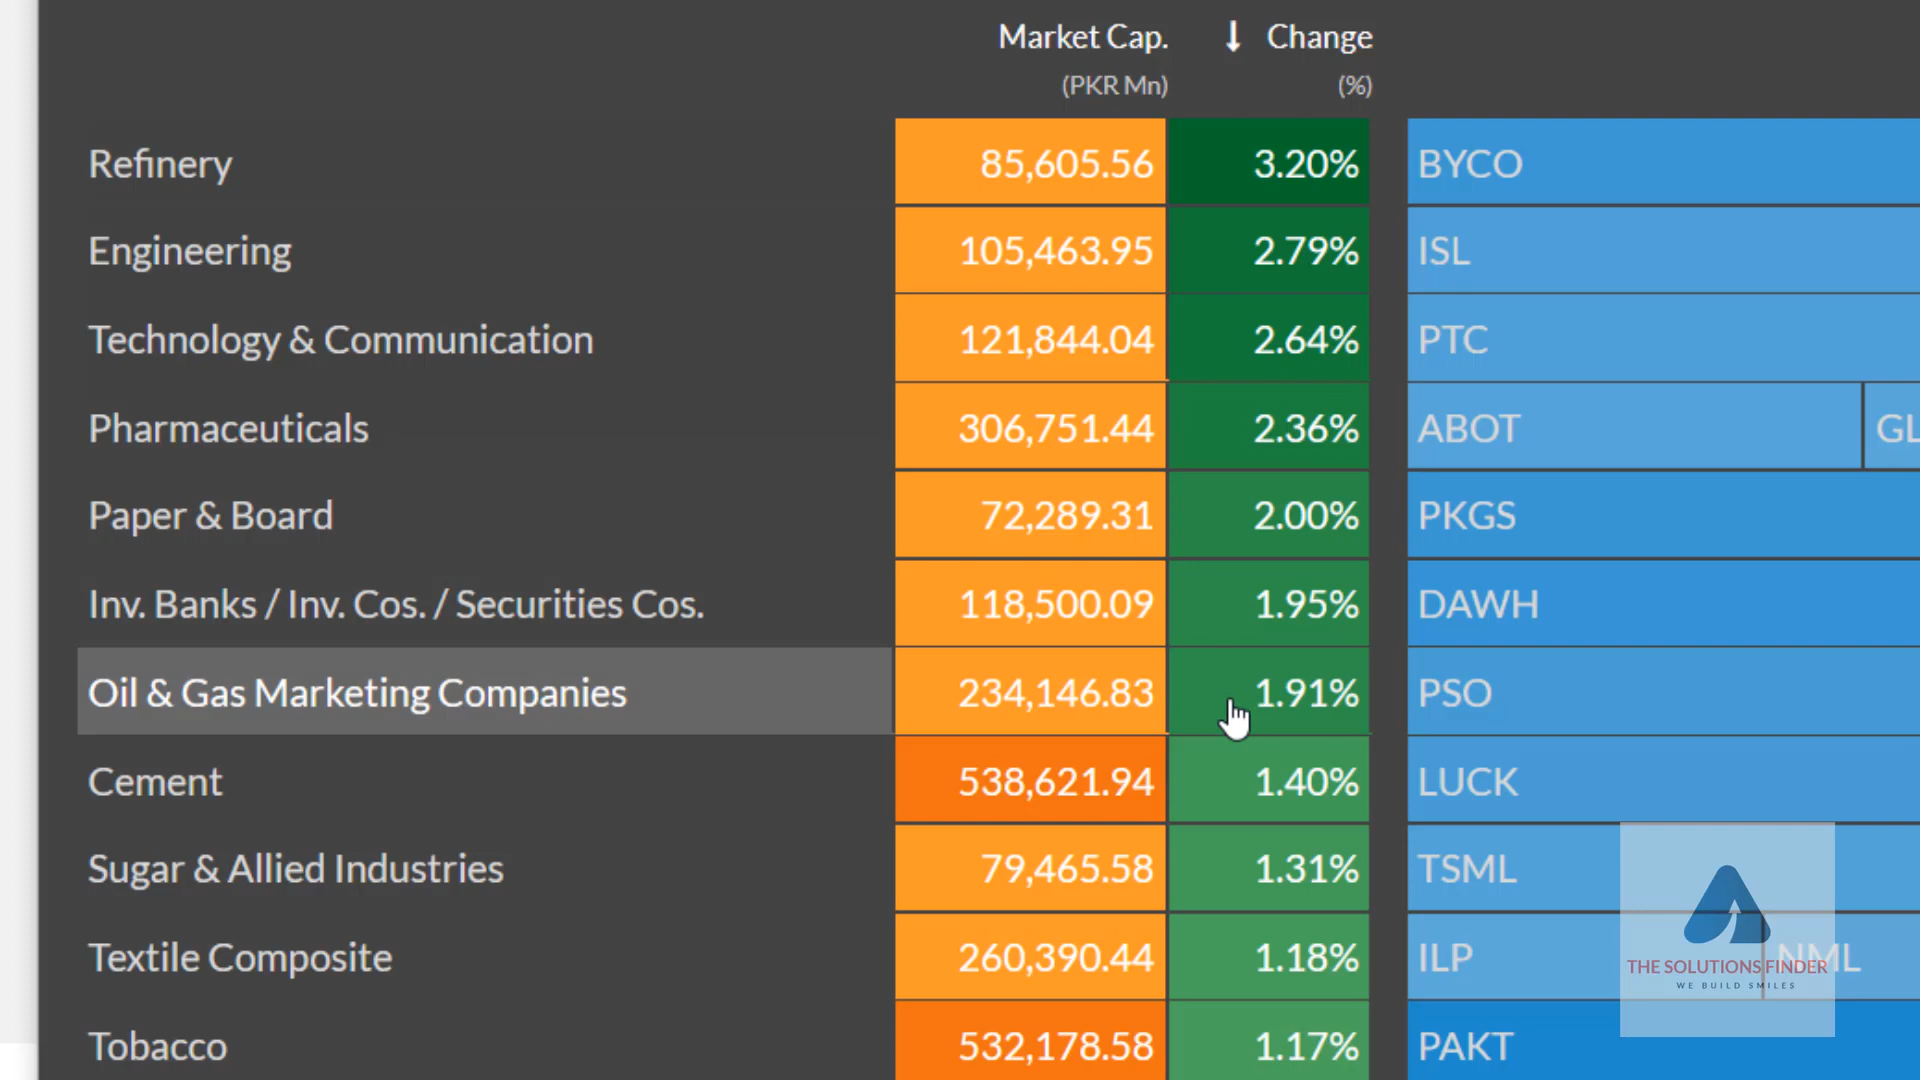 Market Cap. Change
(PKR Mn) (%)
Refinery 85,605.56 3.20% BYCO
Engineering 105,463.95 2.79% ISL
Technology & Communication 121,844.04 2.64% PTC
Pharmaceuticals 306,751.44 2.36% ABOT GL
Paper & Board 72,289.31 2.00% PKGS
Inv. Banks / Inv. Cos. / Securities Cos. 118,500.09 1.95% DAWH
Oil & Gas Marketing Companies 234,146.83 1.91% PSO
Cement 538,621.94 1.40% LUCK
Sugar & Allied Industries 79,465.58 1.31% TSML
Textile Composite 260,390.44 1.18% ILP NML
THE SOLUTIONS FINDER
WE BUILD SMILES
Tobacco 532,178.58 1.17% PAKT